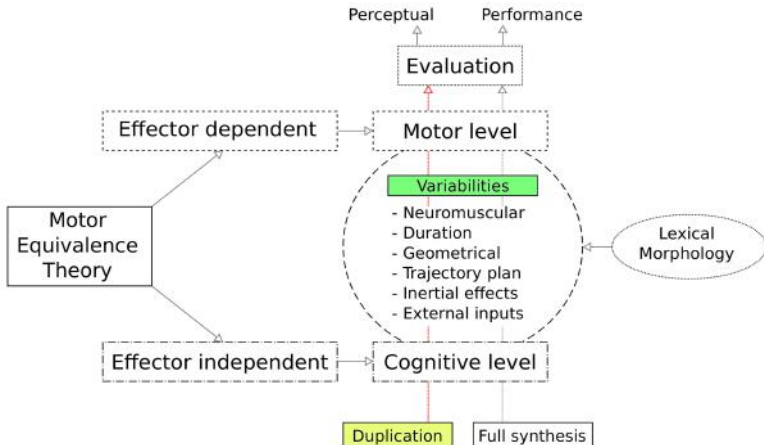 Perceptual
Performance
Evaluation
Effector dependent
Motor level
Variabilities
- Neuromuscular
- Duration
- Geometrical
- Trajectory plan
- Inertial effects
- External inputs
Motor
Equivalence
Theory
Lexical
Morphology
Effector independent
Cognitive level
Duplication
Full synthesis